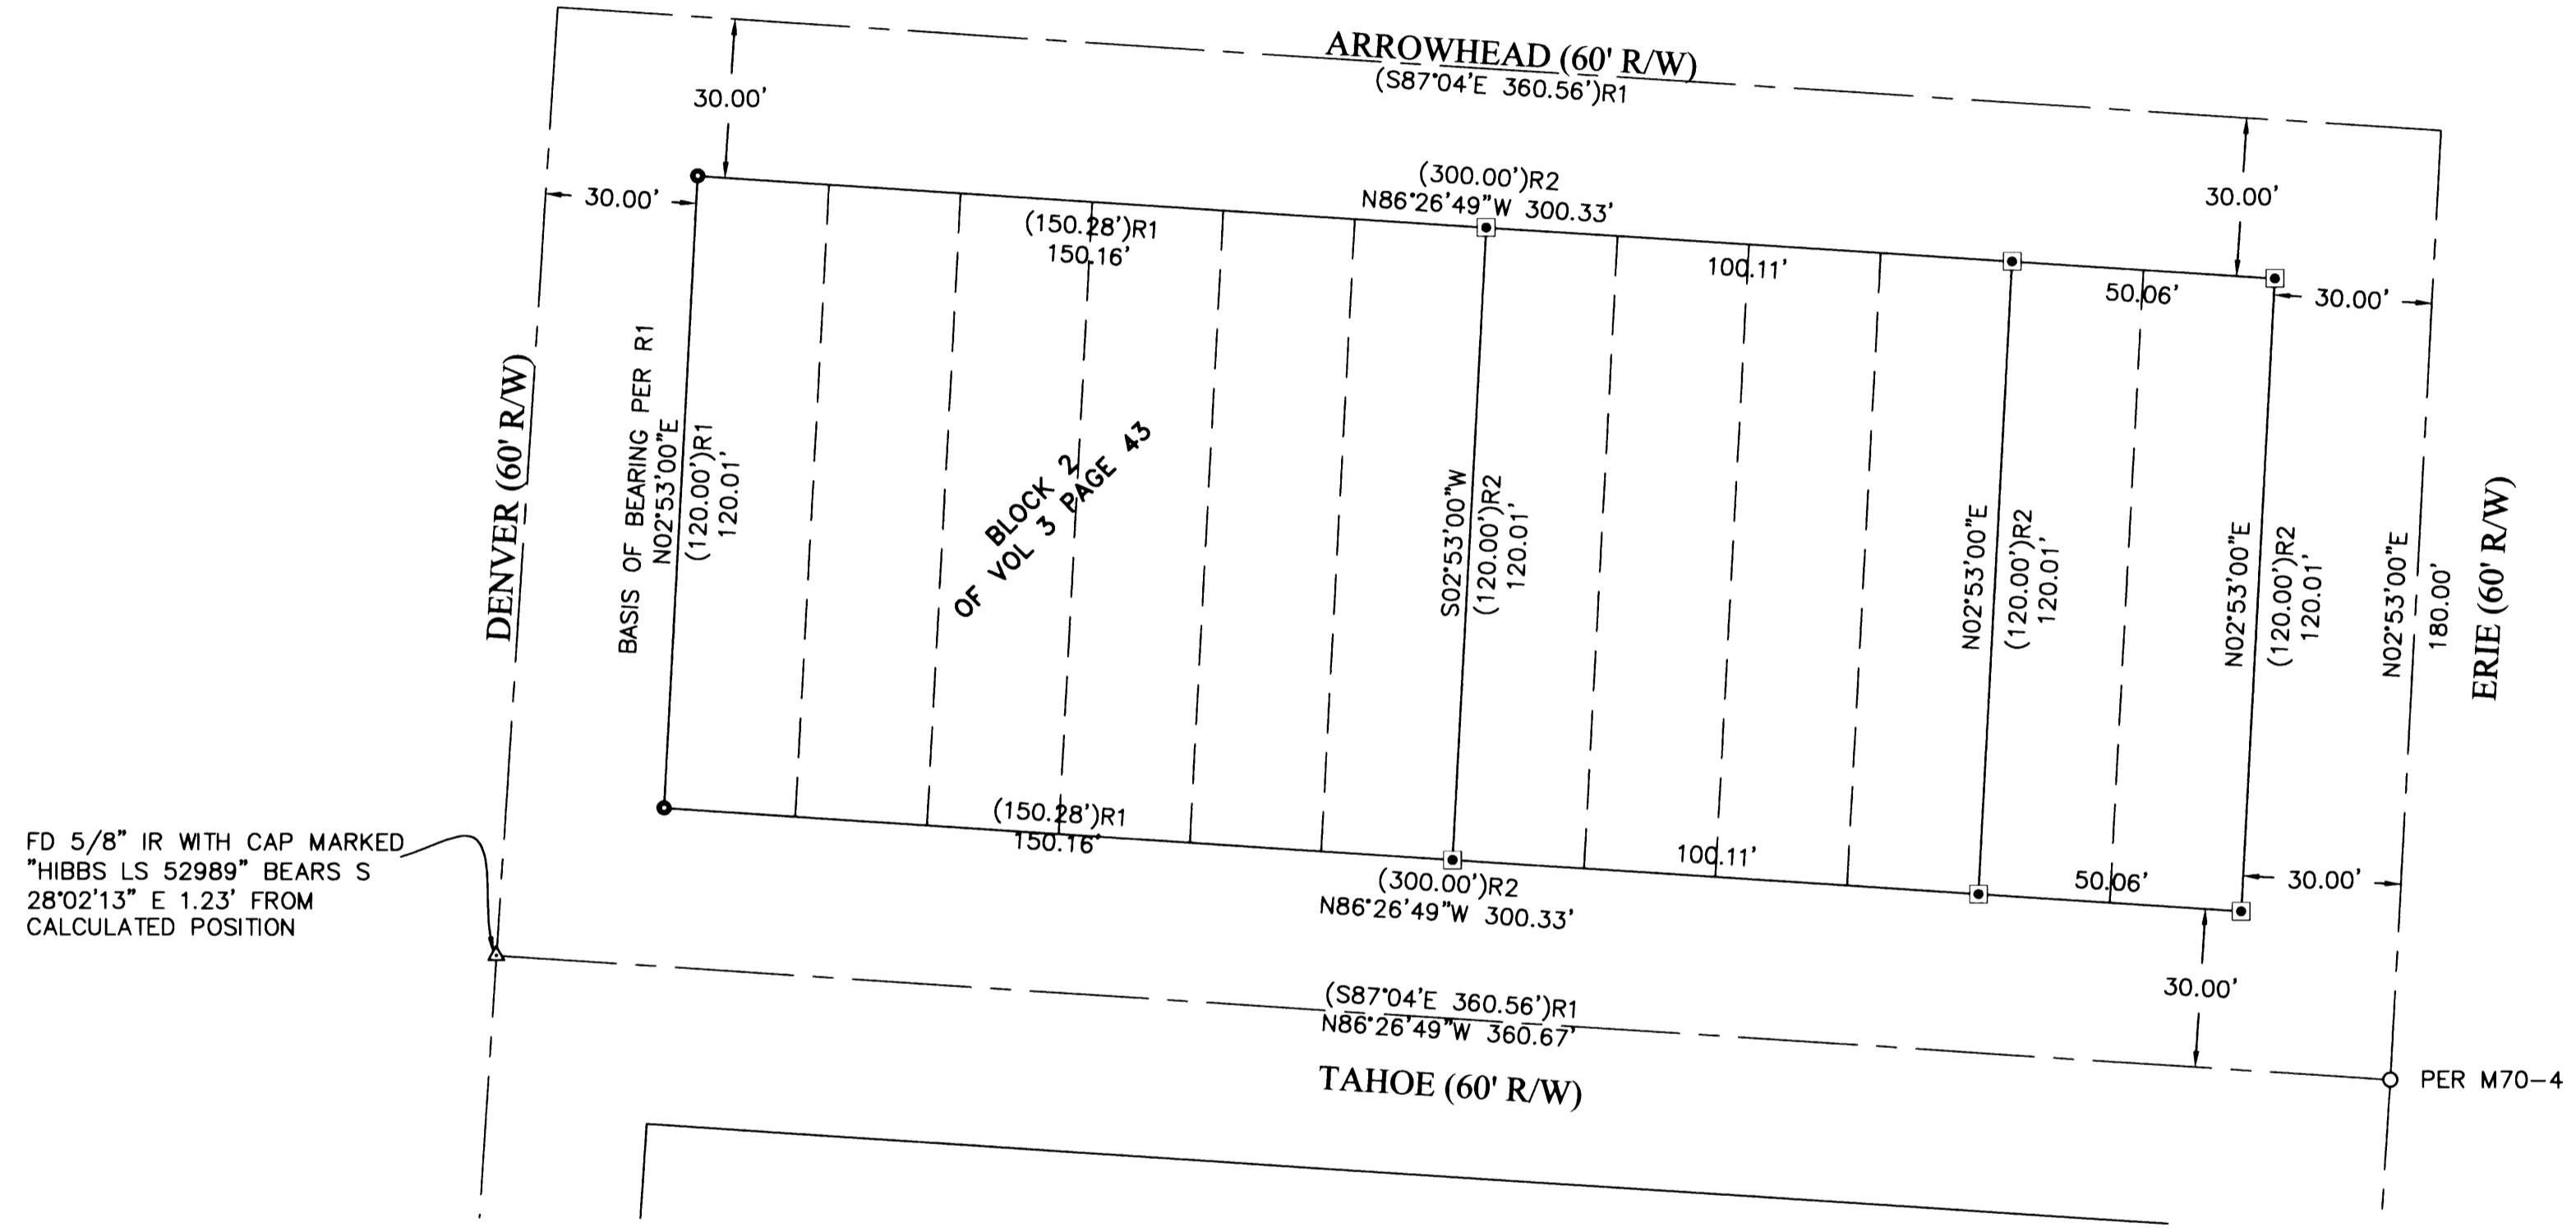 ARROWHEAD (60' R/W)
(S87°04'E 360.56')R1
30.00'
30.00'
(300.00')R2
N86°26'49"W 300.33'
30.00'
30.00'
(150.28')R1
150.16'
100.11'
50.06'
DENVER (60' R/W)
BASIS OF BEARING PER R1
N02°53'00"E
(120.00')R1
120.01'
BLOCK 2
OF VOL 3 PAGE 43
S02°53'00"W
(120.00')R2
120.01'
N02°53'00"E
(120.00')R2
120.01'
N02°53'00"E
(120.00')R2
120.01'
N02°53'00"E
180.00'
ERIE (60' R/W)
(150.28')R1
150.16'
100.11'
50.06'
30.00'
(300.00')R2
N86°26'49"W 300.33'
FD 5/8" IR WITH CAP MARKED
"HIBBS LS 52989" BEARS S
28°02'13" E 1.23' FROM
CALCULATED POSITION
30.00'
(S87°04'E 360.56')R1
N86°26'49"W 360.67'
TAHOE (60' R/W)
PER M70-4